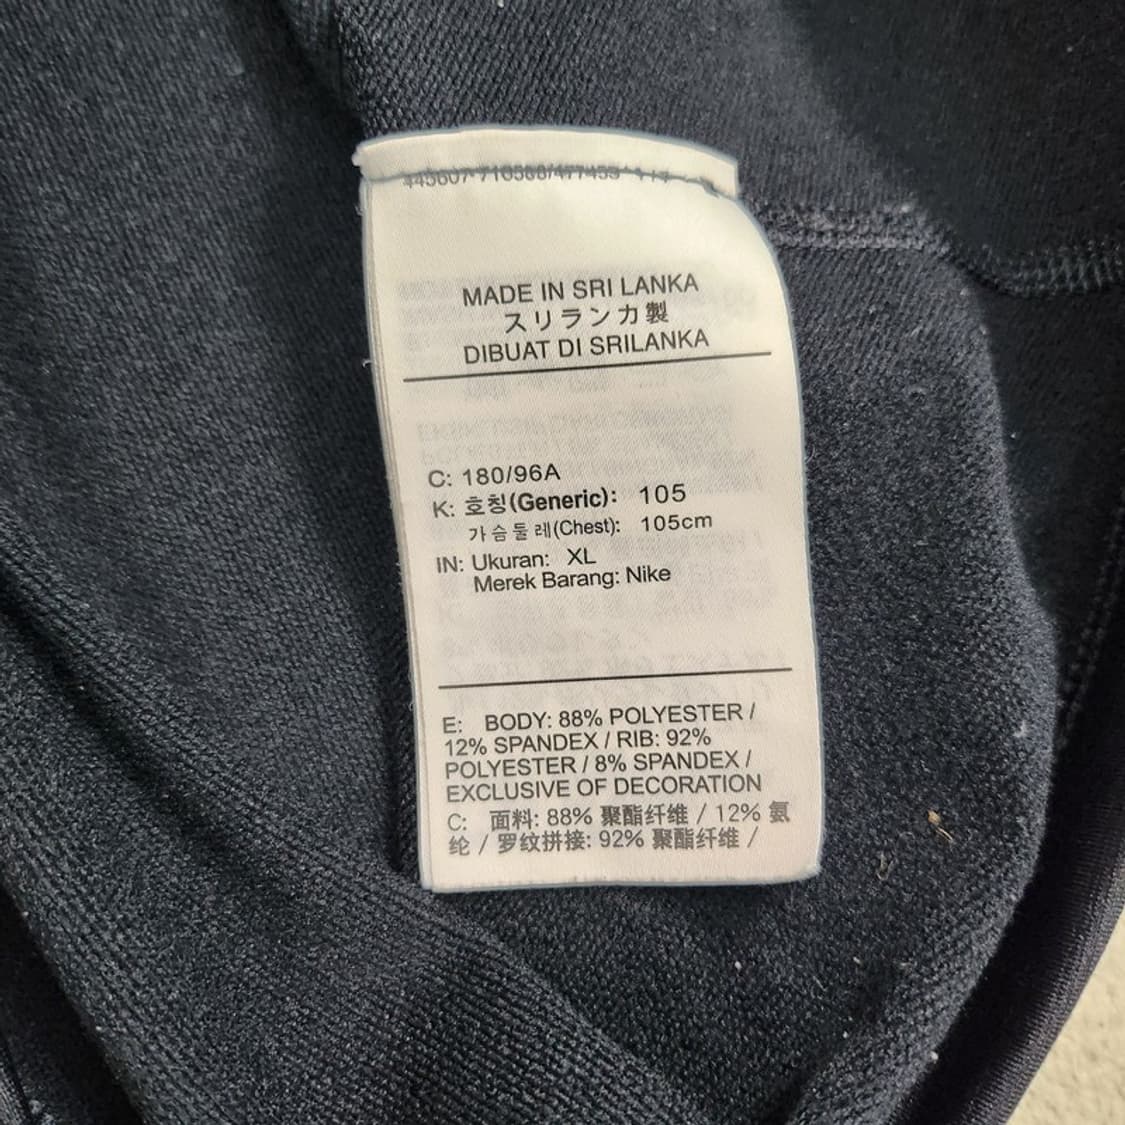 MADE IN SRI LANKA
スリランカ製
DIBUAT DI SRILANKA
C: 180/96A
K: 호칭(Generic): 105
가슴둘레(Chest): 105cm
IN: Ukuran: XL
Merek Barang: Nike
E: BODY: 88% POLYESTER /
12% SPANDEX / RIB: 92%
POLYESTER / 8% SPANDEX /
EXCLUSIVE OF DECORATION
C: 面料: 88% 聚酯纤维 / 12% 氨
纶 / 罗纹拼接: 92% 聚酯纤维 /